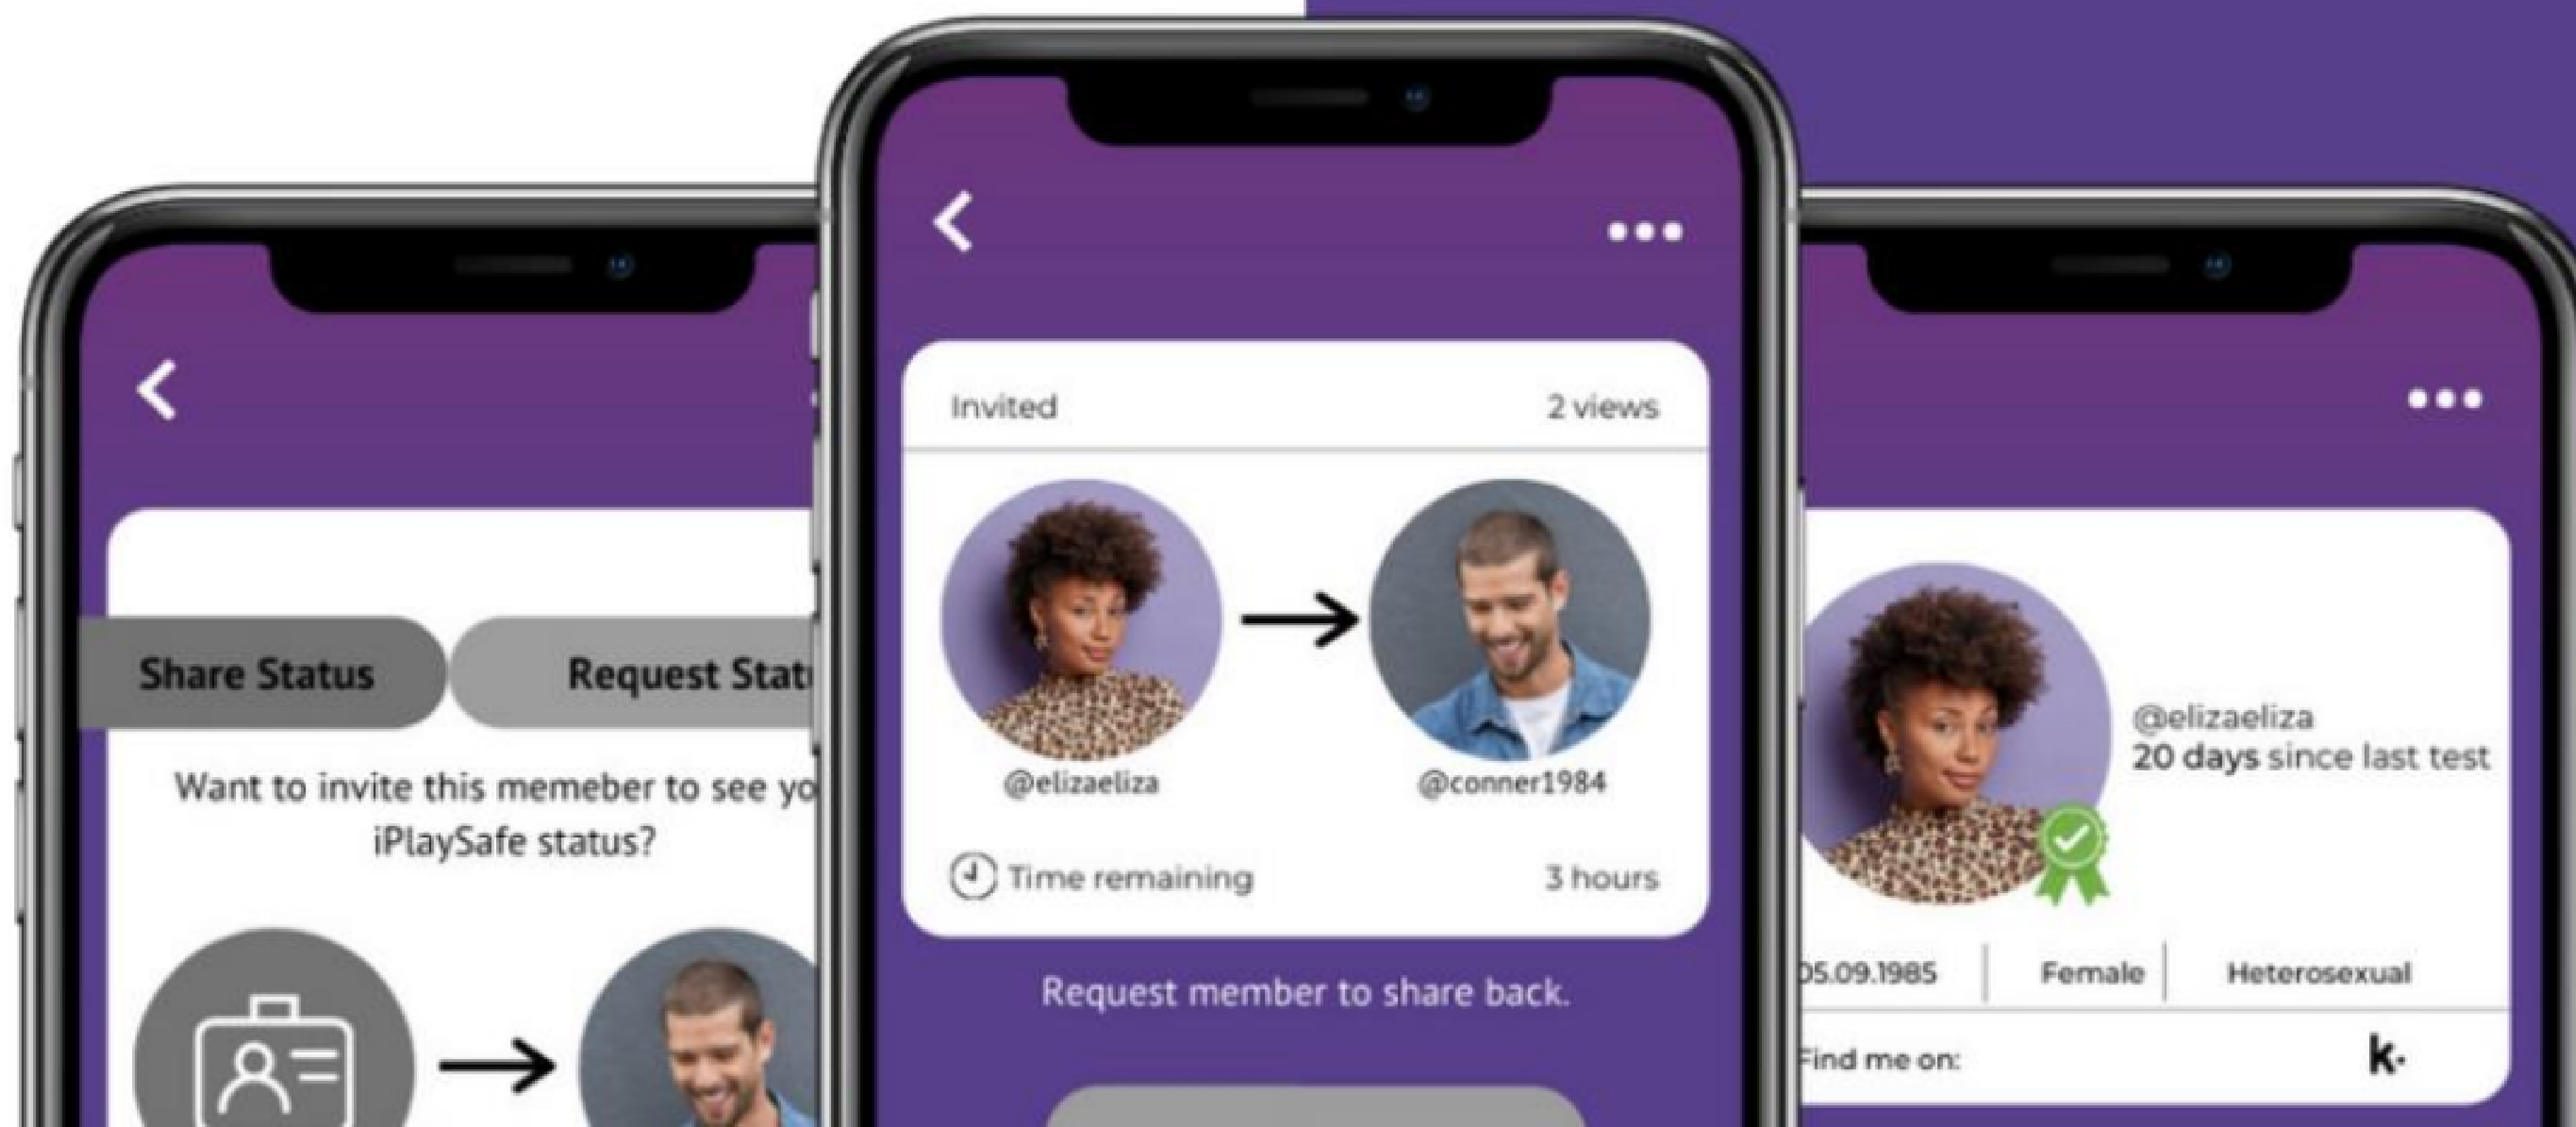 Share Status
Request
Want to invite this memeber to see
iPlaySafe status?
Invited
2 views
@elizaeliza
@conner1984
Time remaining
3 hours
Request member to share back.
@elizaeliza
20 days since last test
05.09.1985
Female
Heterosexual
Find me on:
k.